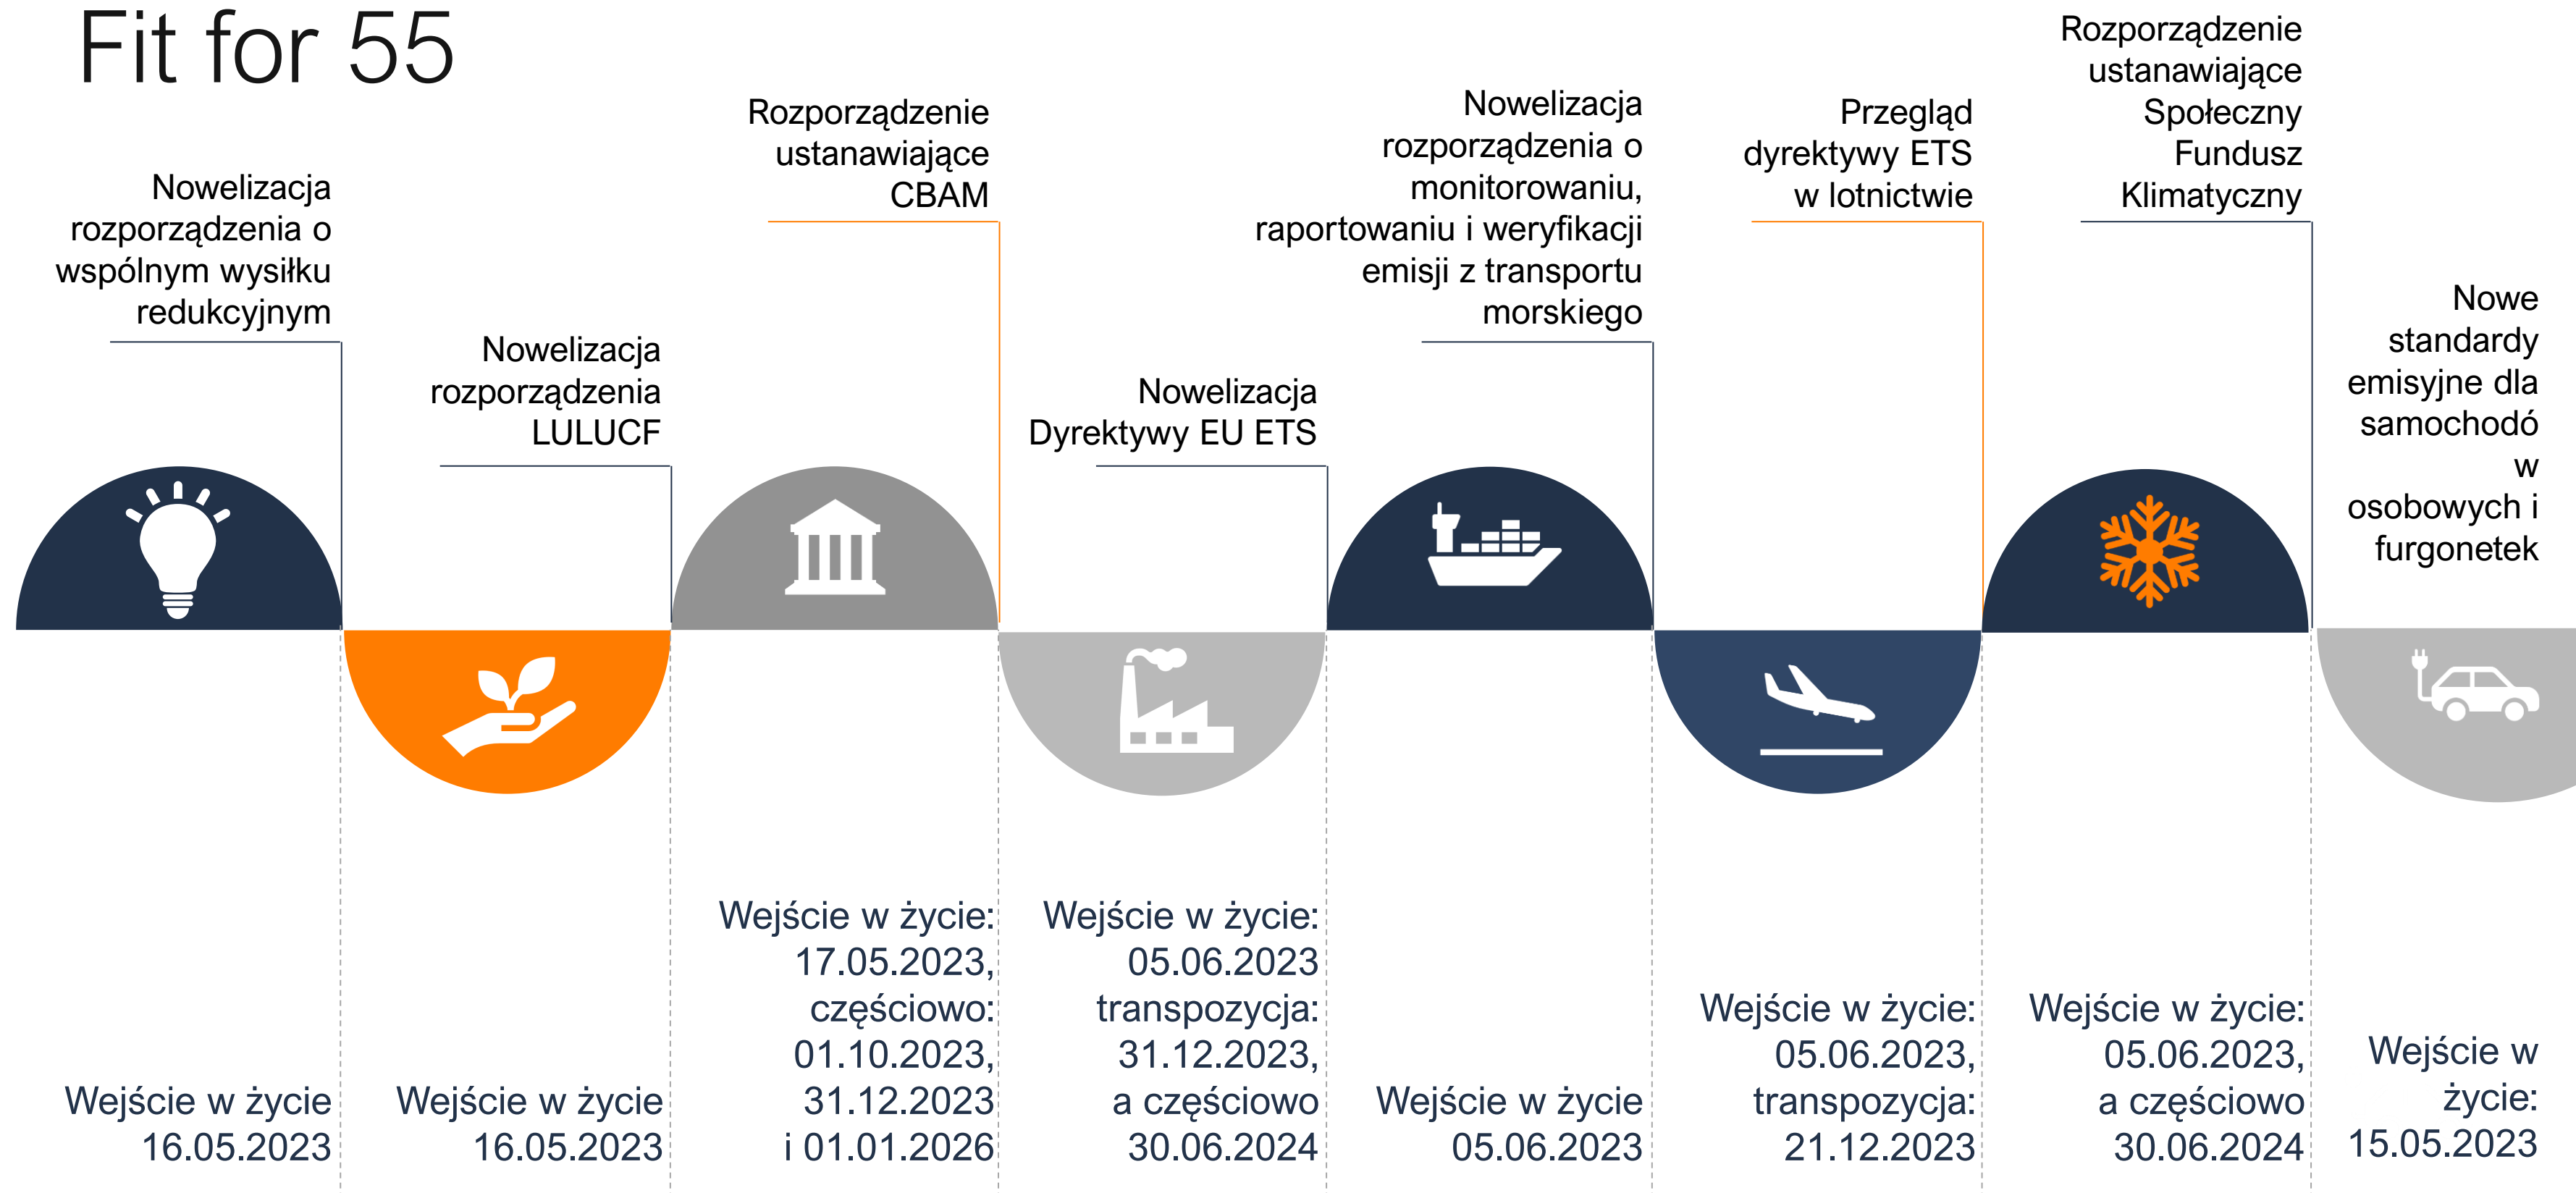 Fit for 55
Nowelizacja
rozporządzenia o
wspólnym wysiłku
redukcyjnym
Nowelizacja
rozporządzenia
LULUCF
Rozporządzenie
ustanawiające
CBAM
Nowelizacja
Dyrektywy EU ETS
Nowelizacja
rozporządzenia o
monitorowaniu,
raportowaniu i weryfikacji
emisji z transportu
morskiego
Przegląd
dyrektywy ETS
w lotnictwie
Rozporządzenie
ustanawiające
Społeczny
Fundusz
Klimatyczny
Nowe
standardy
emisyjne dla
samochodó
w
osobowych i
furgonetek
Wejście w życie
16.05.2023
Wejście w życie
16.05.2023
Wejście w życie:
17.05.2023,
częściowo:
01.10.2023,
31.12.2023
i 01.01.2026
Wejście w życie:
05.06.2023
transpozycja:
31.12.2023,
a częściowo
30.06.2024
Wejście w życie
05.06.2023
Wejście w życie:
05.06.2023,
transpozycja:
21.12.2023
Wejście w życie:
05.06.2023,
a częściowo
30.06.2024
Wejście w
życie:
15.05.2023